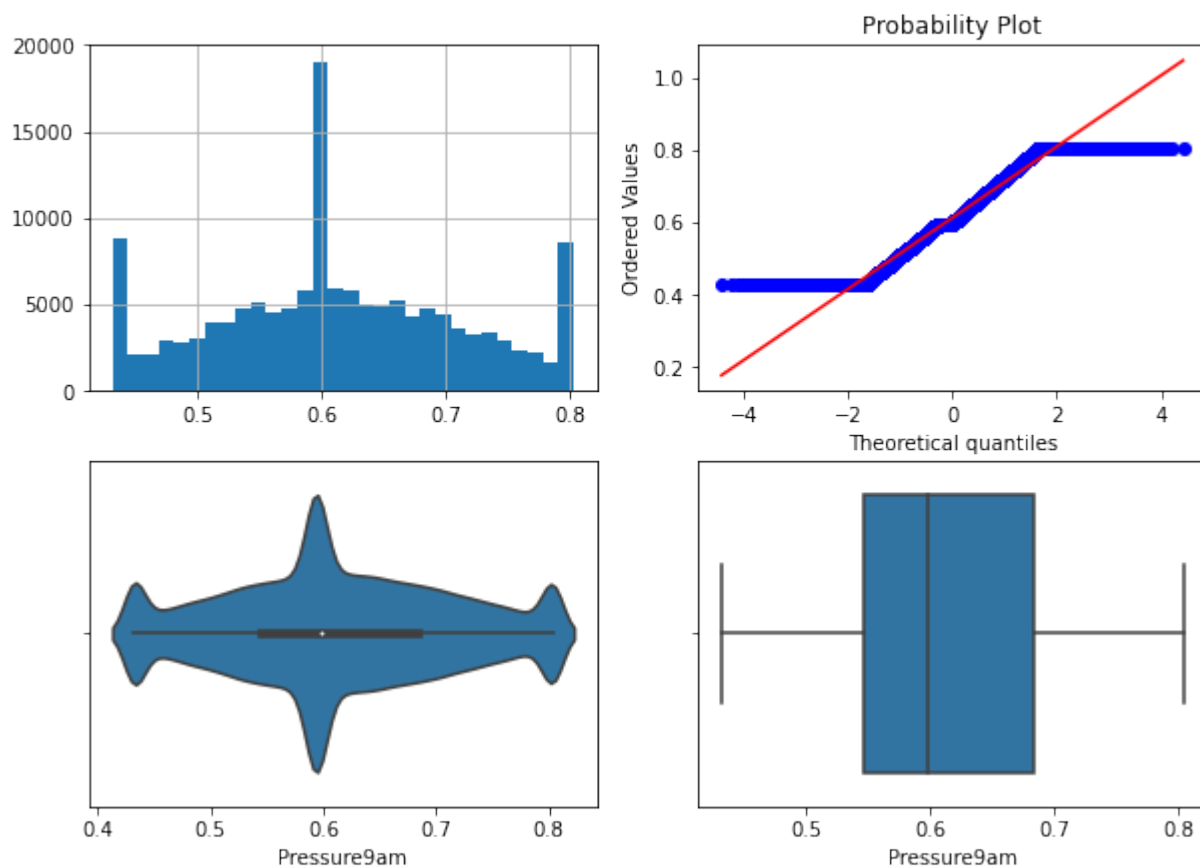 Probability Plot
20000
15000
10000
5000
0
0.5 0.6 0.7 0.8
Ordered Values
1.0
0.8
0.6
0.4
0.2
−4 −2 0 2 4
Theoretical quantiles
0.4 0.5 0.6 0.7 0.8
Pressure9am
0.5 0.6 0.7 0.8
Pressure9am